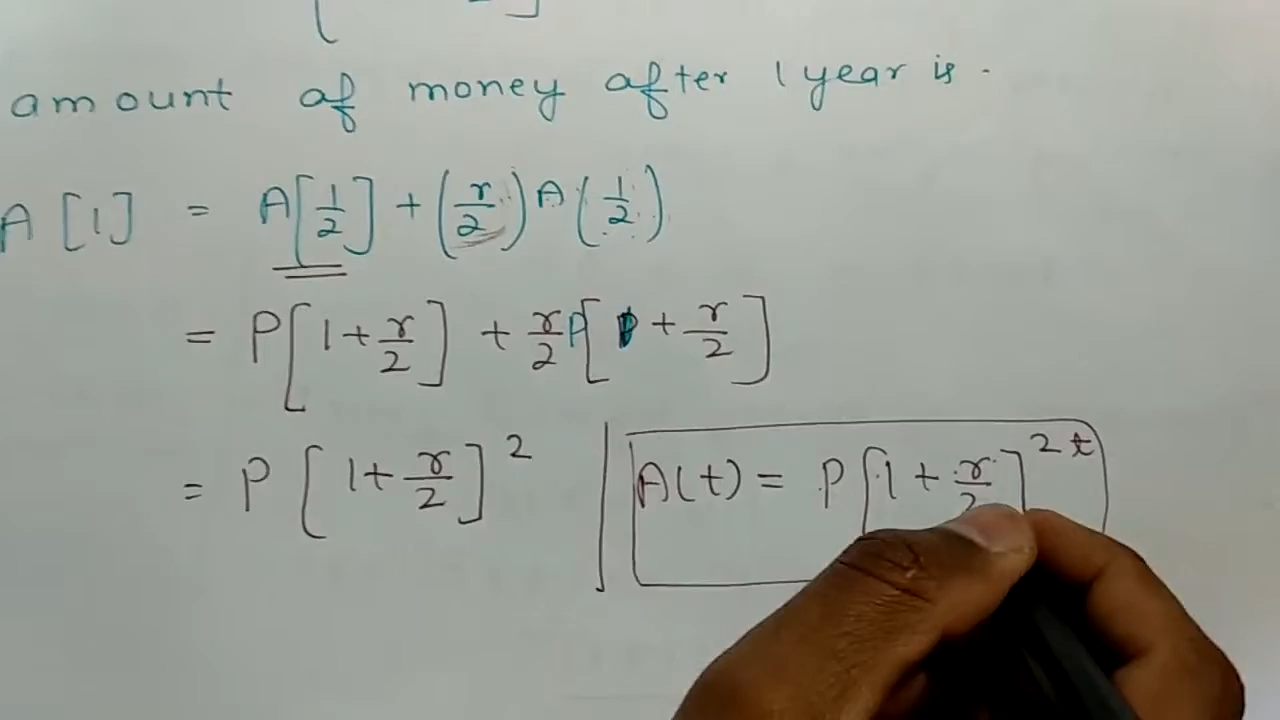 amount of money after 1 year is .
A [1] = A[1/2] + (r/2) A (1/2)
= P[1+r/2] + r/2 P[1 + r/2]
= P[1+r/2]^2
A(t) = P[1+r/2]^2t